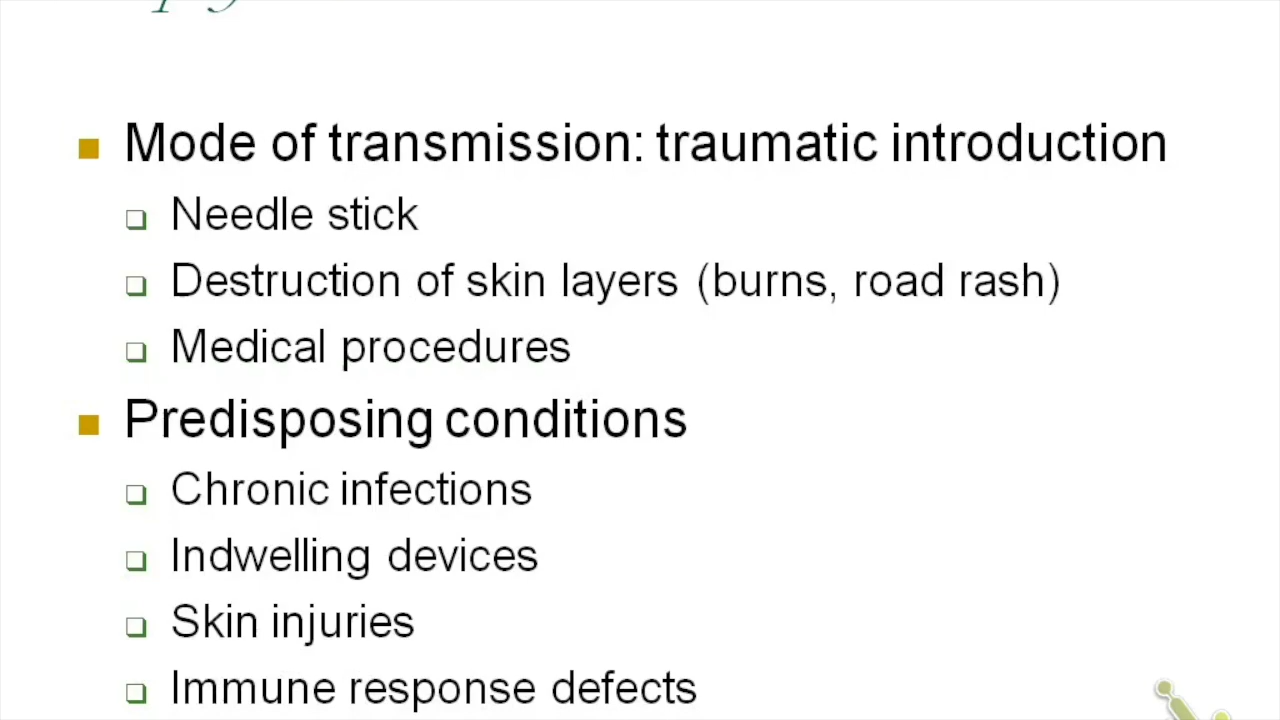 Mode of transmission: traumatic introduction
Needle stick
Destruction of skin layers (burns, road rash)
Medical procedures
Predisposing conditions
Chronic infections
Indwelling devices
Skin injuries
Immune response defects